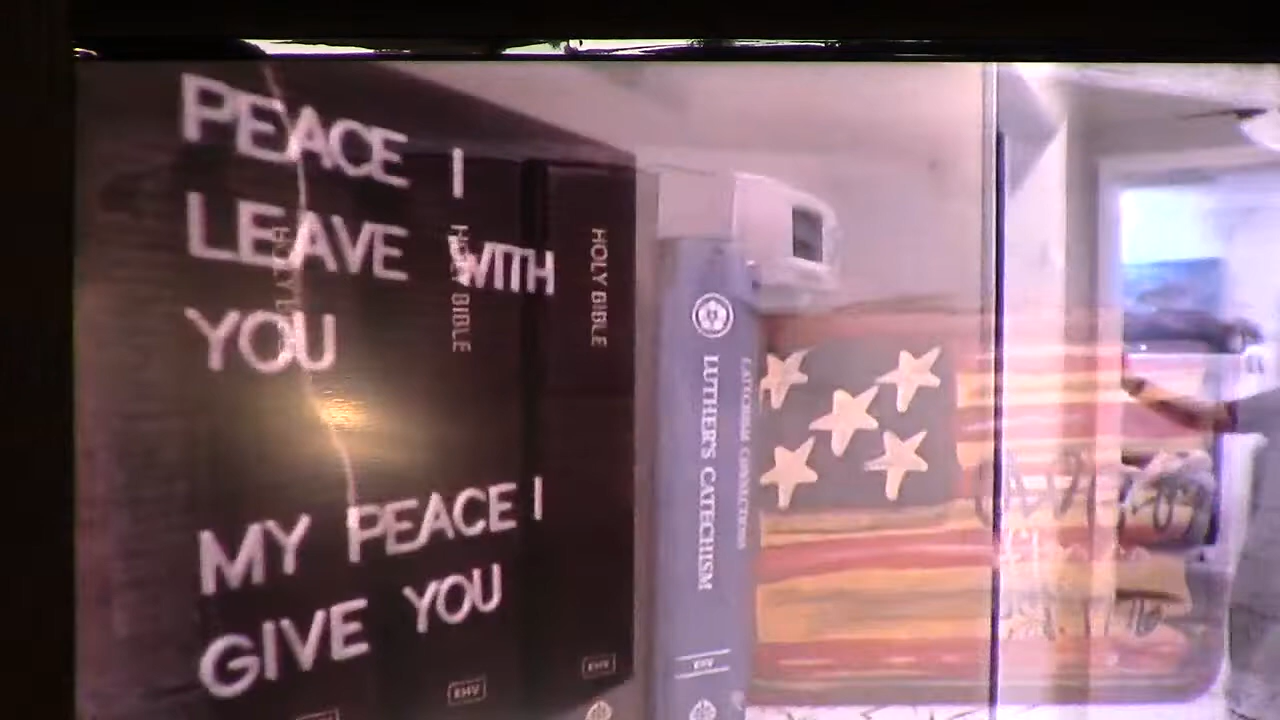 PEACE I
LEAVE WITH
YOU
MY PEACE I
GIVE YOU
HOLY BIBLE
HOLY BIBLE
HOLY BIBLE
EHV
EHV
LUTHER'S CATECHISM
CATECHISM CONNECTIONS
EHV